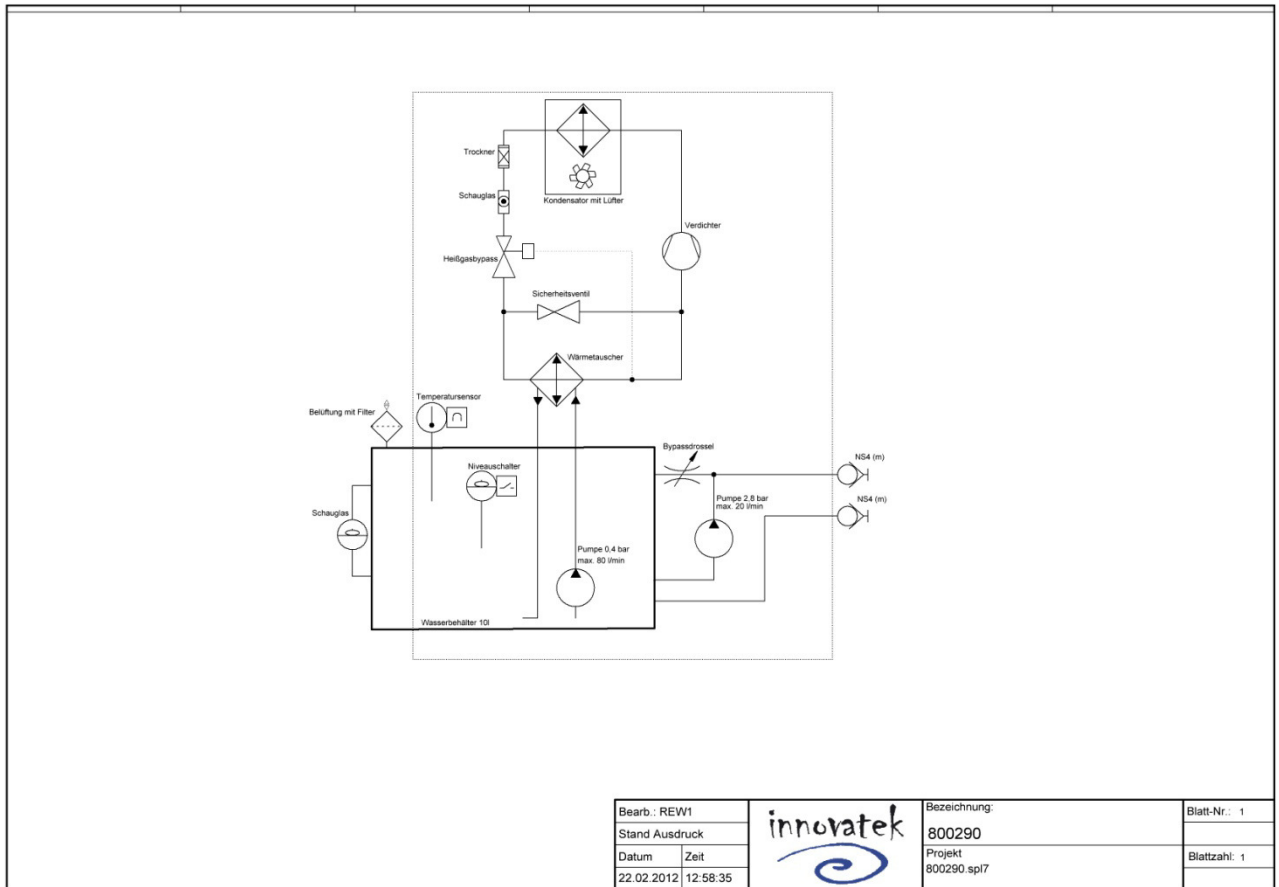 Trockner
Schauglas
Kondensator mit Lüfter
Verdichter
Heißgasbypass
Sicherheitsventil
Wärmetauscher
Temperatursensor
Belüftung mit Filter
Niveauschalter
Bypassdrossel
NS4 (m)
NS4 (m)
Schauglas
Pumpe 2,8 bar
max. 20 l/min
Pumpe 0,4 bar
max. 80 l/min
Wasserbehälter 10l
Bearb.: REW1
Stand Ausdruck
Datum Zeit
22.02.2012 12:58:35
innovatek
Bezeichnung:
800290
Projekt
800290.spl7
Blatt-Nr.: 1
Blattzahl: 1